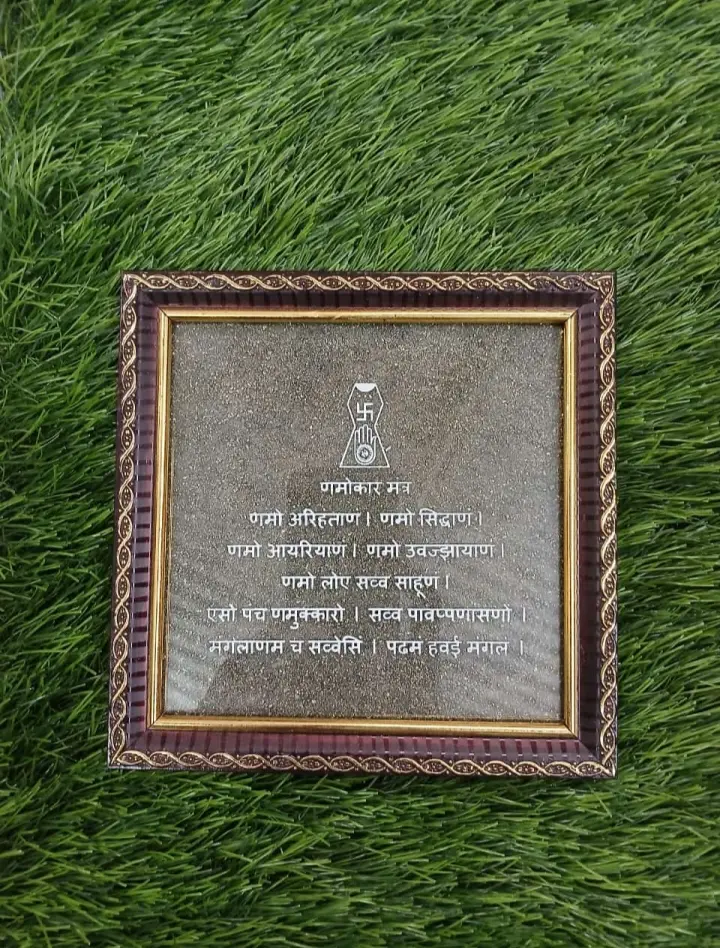 णमोकार मंत्र
णमो अरिहंताणं । णमो सिद्धाणं ।
णमो आयरियाणं । णमो उवज्झायाणं ।
णमो लोए सव्व साहूणं ।
एसो पंच णमुक्कारो । सव्व पावप्पणासणो ।
मंगलाणम च सव्वेसिं । पढम हवई मंगलं ।